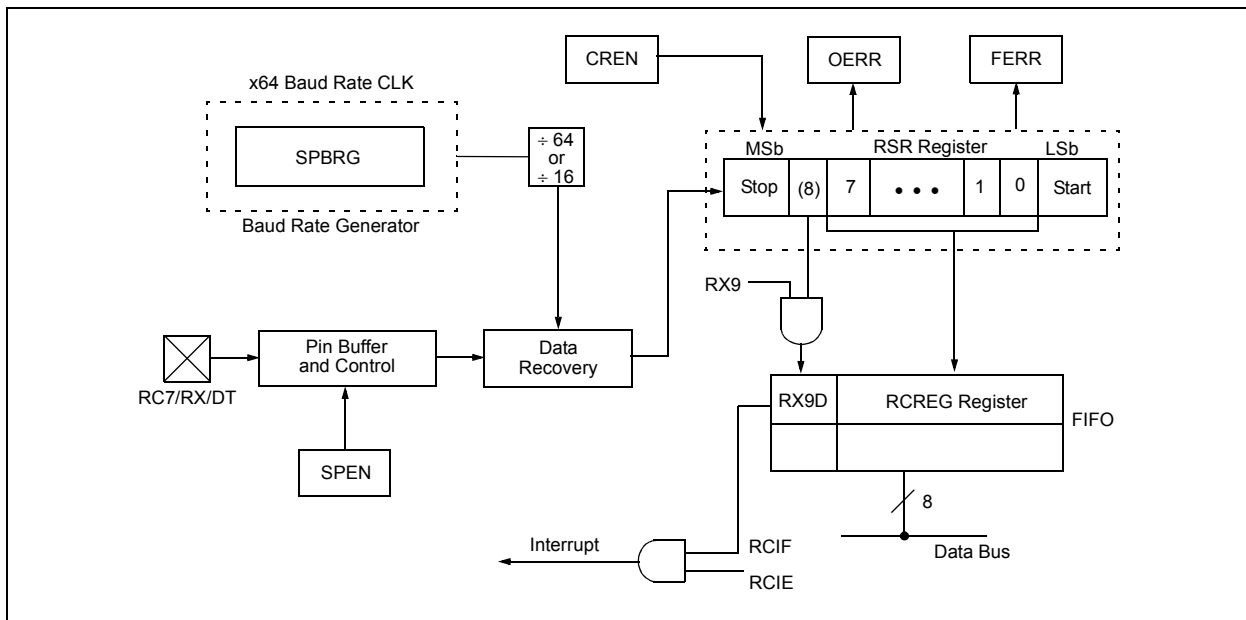 CREN
OERR
FERR
x64 Baud Rate CLK
SPBRG
Baud Rate Generator
÷ 64
or
÷ 16
MSb
RSR Register
LSb
Stop
(8)
7
• • •
1
0
Start
RX9
Pin Buffer
and Control
Data
Recovery
RC7/RX/DT
SPEN
RX9D
RCREG Register
FIFO
8
Data Bus
Interrupt
RCIF
RCIE